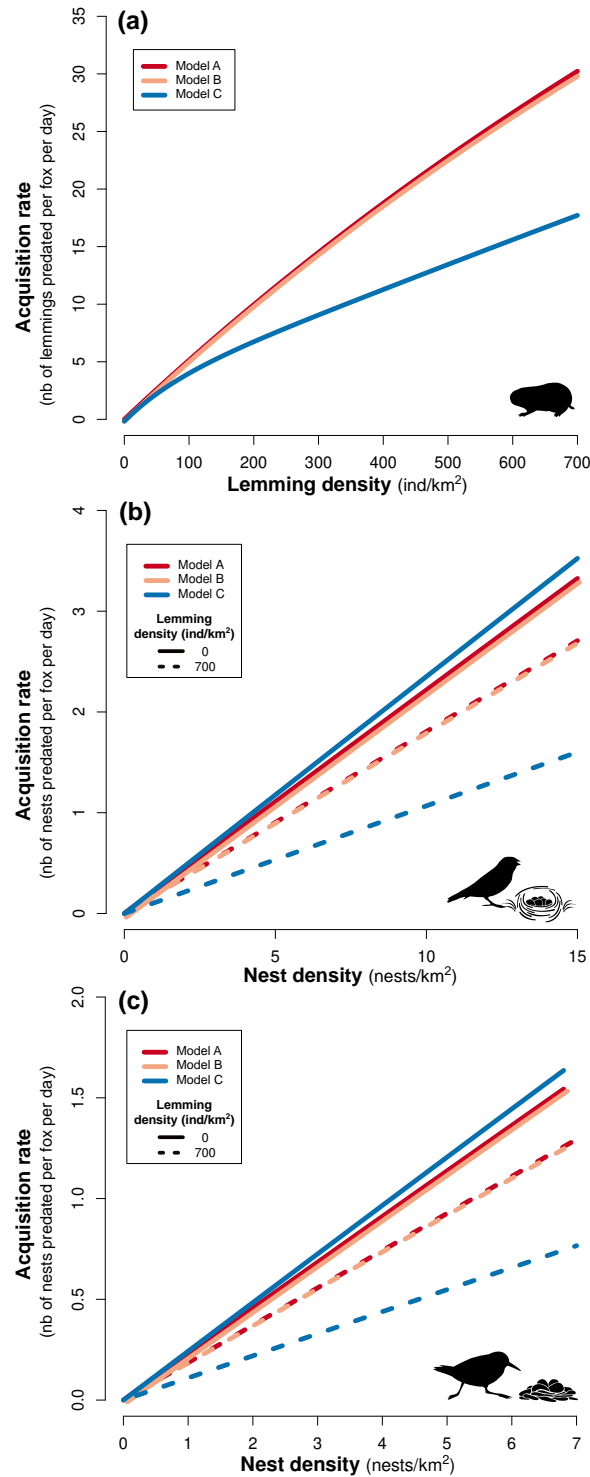 (a)
Model A
Model B
Model C
Acquisition rate
(nb of lemmings predated per fox per day)
0 5 10 15 20 25 30 35
0 100 200 300 400 500 600 700
Lemming density (ind/km²)
(b)
Model A
Model B
Model C
Lemming
density (ind/km²)
0
700
Acquisition rate
(nb of nests predated per fox per day)
0 1 2 3 4
0 5 10 15
Nest density (nests/km²)
(c)
Model A
Model B
Model C
Lemming
density (ind/km²)
0
700
Acquisition rate
(nb of nests predated per fox per day)
0.0 0.5 1.0 1.5 2.0
0 1 2 3 4 5 6 7
Nest density (nests/km²)